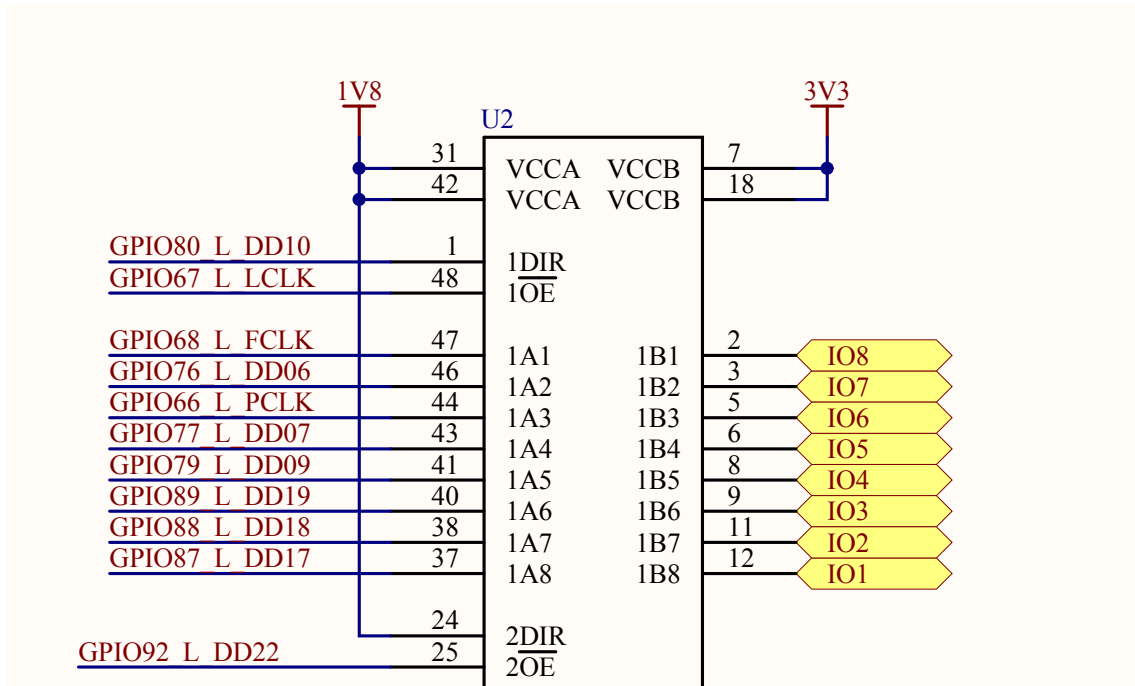 1V8 3V3
U2
31 VCCA VCCB 7
42 VCCA VCCB 18
GPIO80_L_DD10 1 1DIR
GPIO67_L_LCLK 48 1OE
GPIO68_L_FCLK 47 1A1 1B1 2 IO8
GPIO76_L_DD06 46 1A2 1B2 3 IO7
GPIO66_L_PCLK 44 1A3 1B3 5 IO6
GPIO77_L_DD07 43 1A4 1B4 6 IO5
GPIO79_L_DD09 41 1A5 1B5 8 IO4
GPIO89_L_DD19 40 1A6 1B6 9 IO3
GPIO88_L_DD18 38 1A7 1B7 11 IO2
GPIO87_L_DD17 37 1A8 1B8 12 IO1
24 2DIR
GPIO92_L_DD22 25 2OE